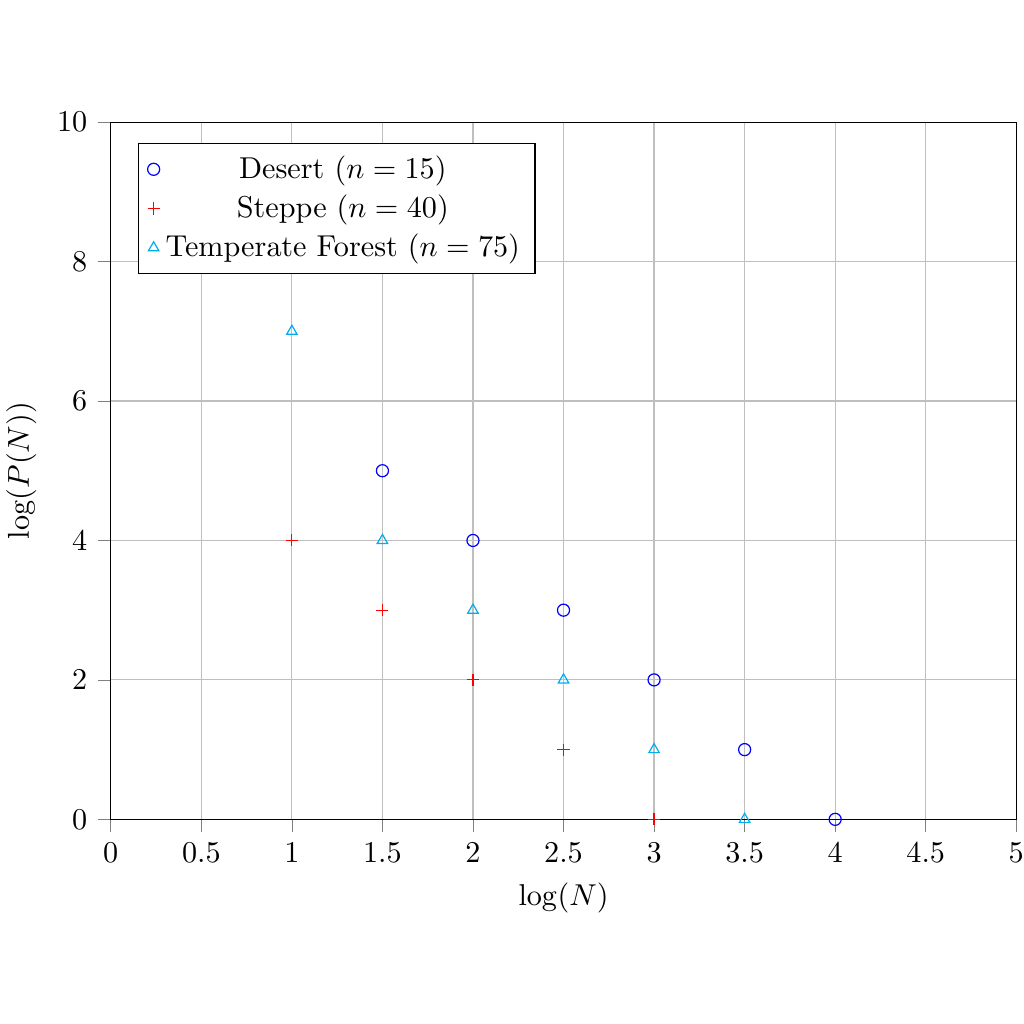 10
8
6
4
2
0
log(P(N))
Desert (n = 15)
Steppe (n = 40)
Temperate Forest (n = 75)
0 0.5 1 1.5 2 2.5 3 3.5 4 4.5 5
log(N)